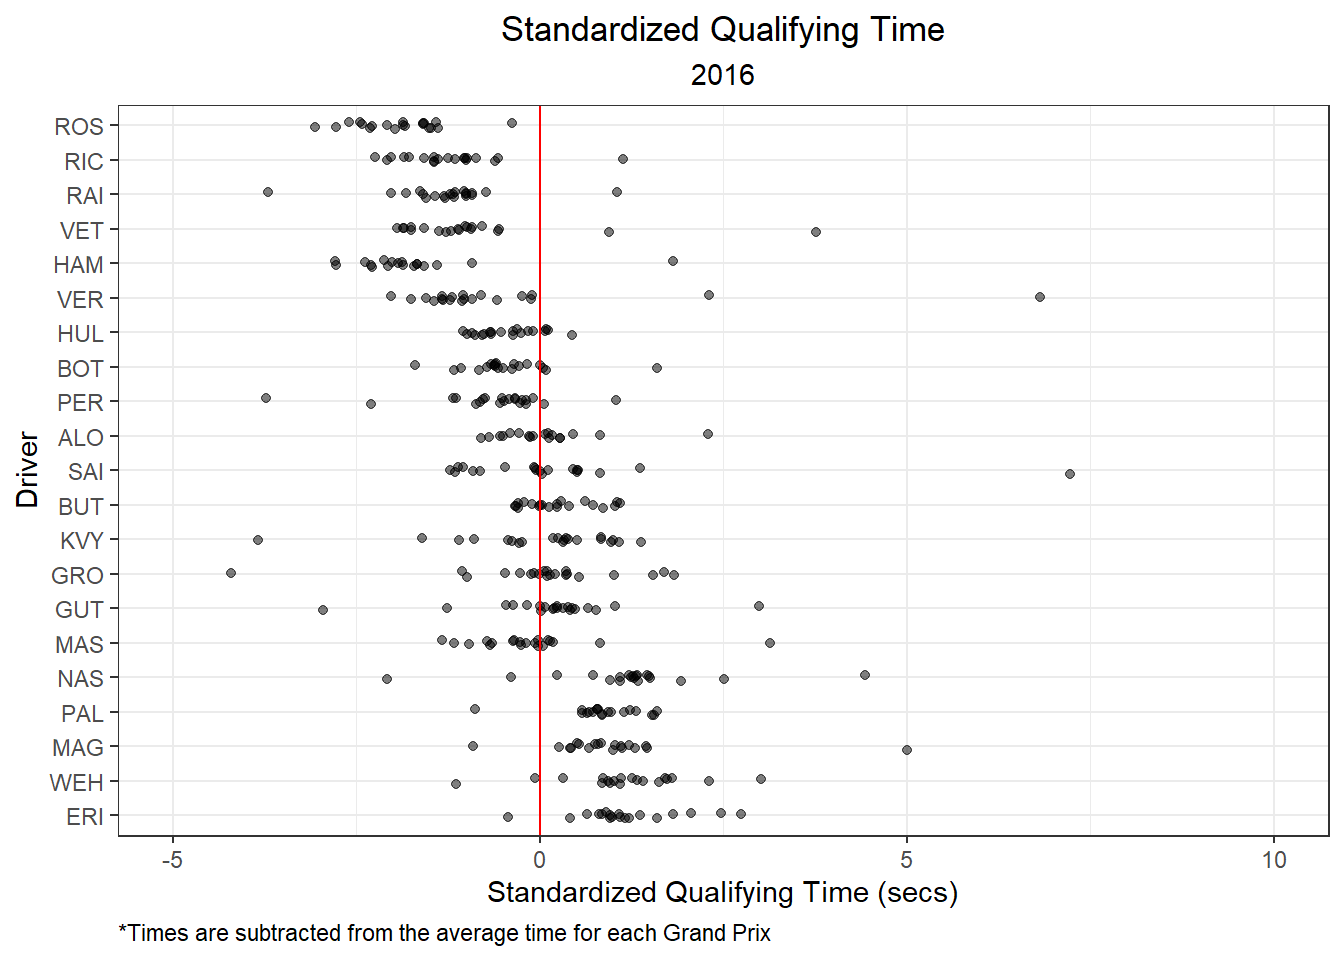 Standardized Qualifying Time
2016
Driver
ROS
RIC
RAI
VET
HAM
VER
HUL
BOT
PER
ALO
SAI
BUT
KVY
GRO
GUT
MAS
NAS
PAL
MAG
WEH
ERI
-5 0 5 10
Standardized Qualifying Time (secs)
*Times are subtracted from the average time for each Grand Prix